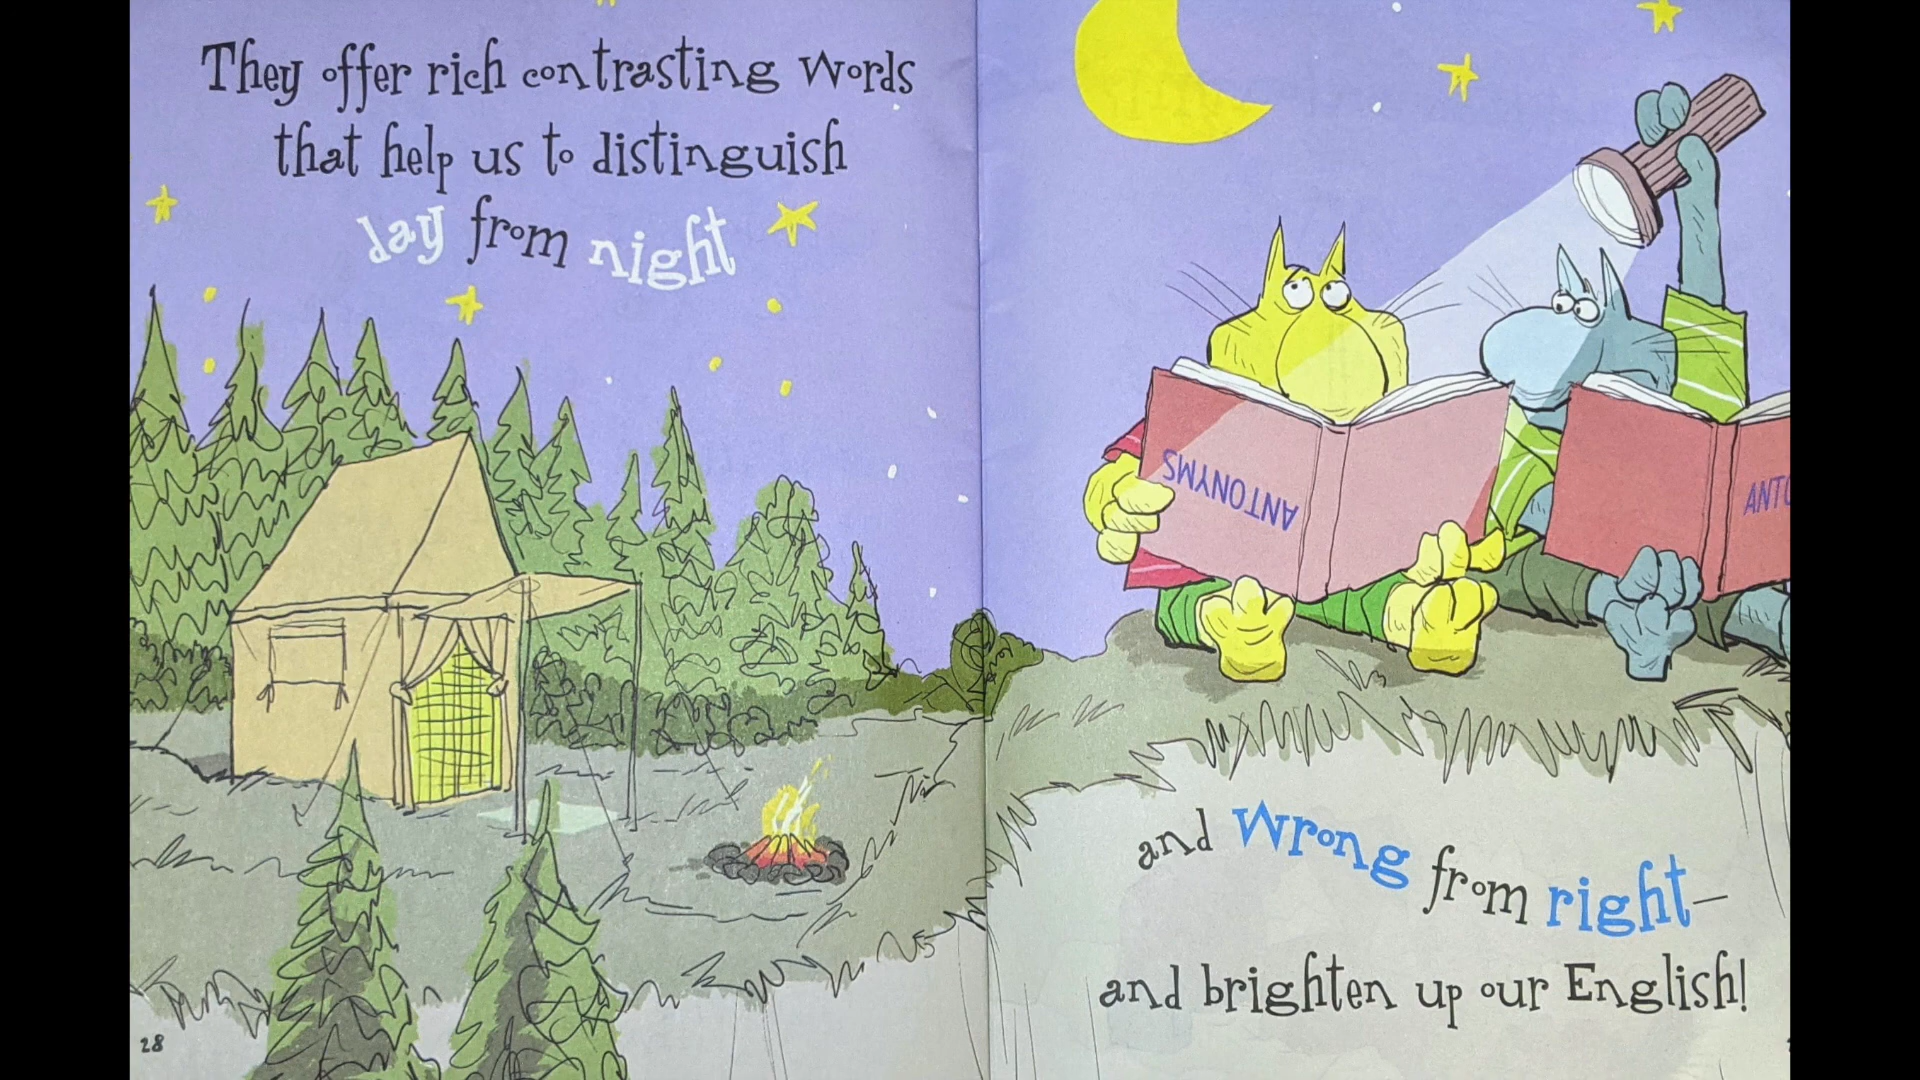 They offer rich contrasting words
that help us to distinguish
day from night
28
ANTONYMS
ANTO
and wrong from right—
and brighten up our English!